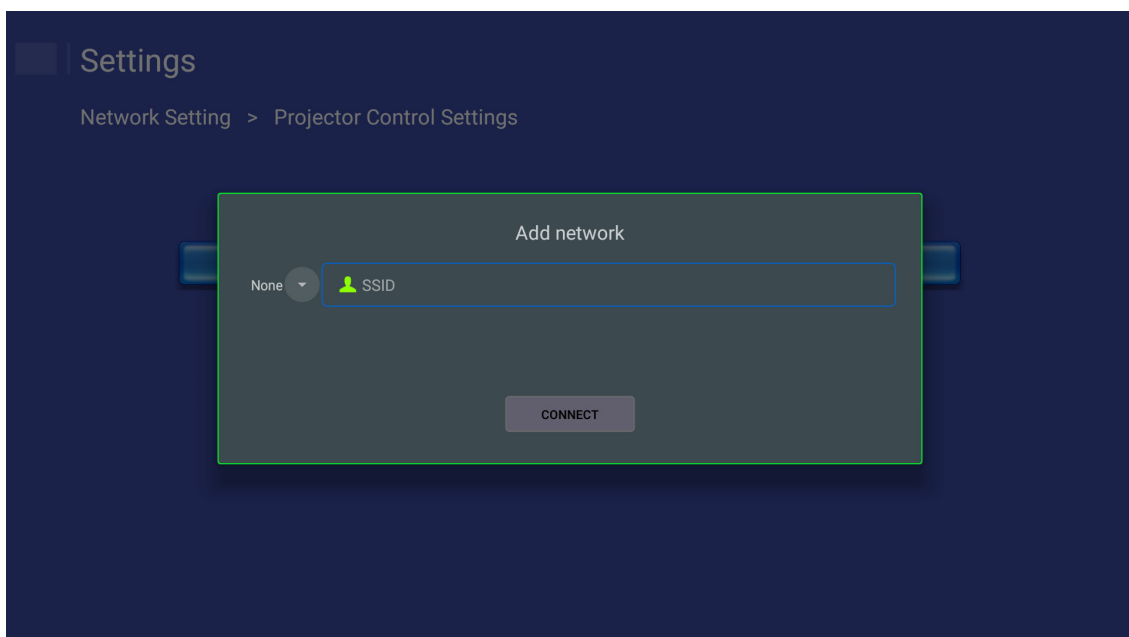 Settings
Network Setting > Projector Control Settings
Add network
None SSID
CONNECT